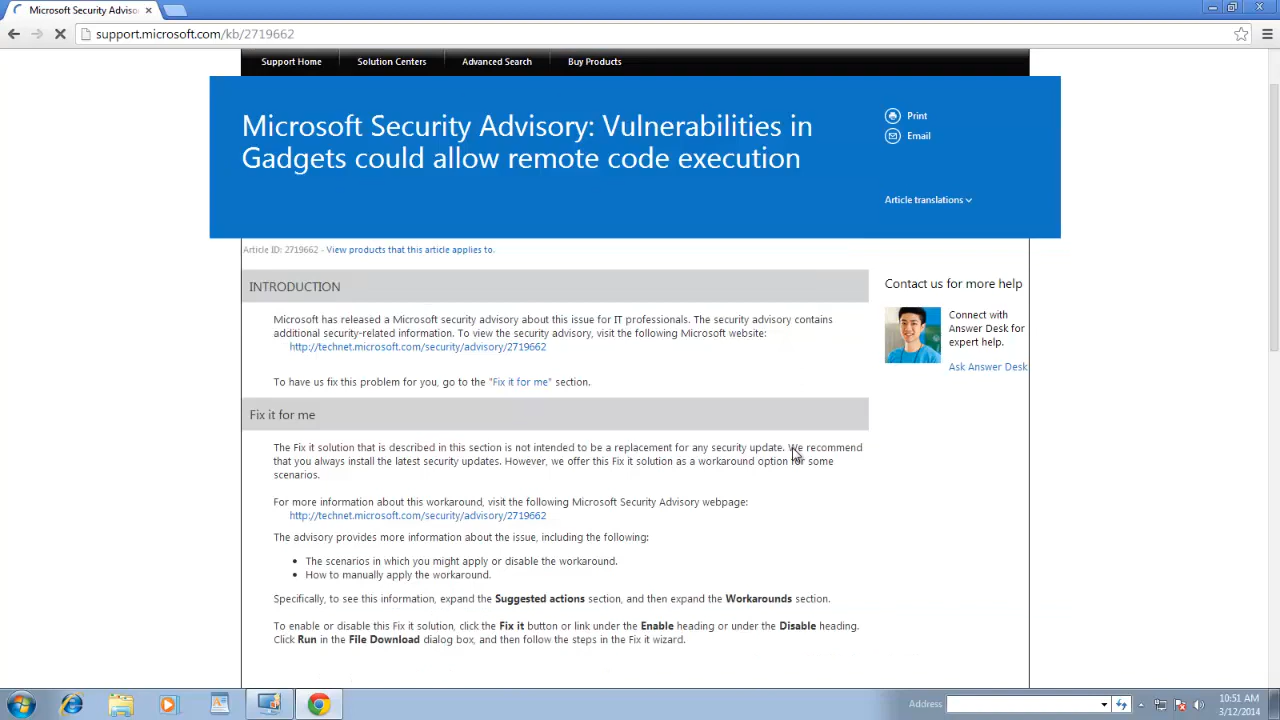 Microsoft Security Advisor
support.microsoft.com/kb/2719662
Support Home Solution Centers Advanced Search Buy Products
Microsoft Security Advisory: Vulnerabilities in
Gadgets could allow remote code execution
Print
Email
Article translations
Article ID: 2719662 - View products that this article applies to.
INTRODUCTION
Microsoft has released a Microsoft security advisory about this issue for IT professionals. The security advisory contains
additional security-related information. To view the security advisory, visit the following Microsoft website:
http://technet.microsoft.com/security/advisory/2719662
To have us fix this problem for you, go to the "Fix it for me" section.
Contact us for more help
Connect with
Answer Desk for
expert help.
Ask Answer Desk
Fix it for me
The Fix it solution that is described in this section is not intended to be a replacement for any security update. We recommend
that you always install the latest security updates. However, we offer this Fix it solution as a workaround option for some
scenarios.
For more information about this workaround, visit the following Microsoft Security Advisory webpage:
http://technet.microsoft.com/security/advisory/2719662
The advisory provides more information about the issue, including the following:
• The scenarios in which you might apply or disable the workaround.
• How to manually apply the workaround.
Specifically, to see this information, expand the Suggested actions section, and then expand the Workarounds section.
To enable or disable this Fix it solution, click the Fix it button or link under the Enable heading or under the Disable heading.
Click Run in the File Download dialog box, and then follow the steps in the Fix it wizard.
Address
10:51 AM
3/12/2014